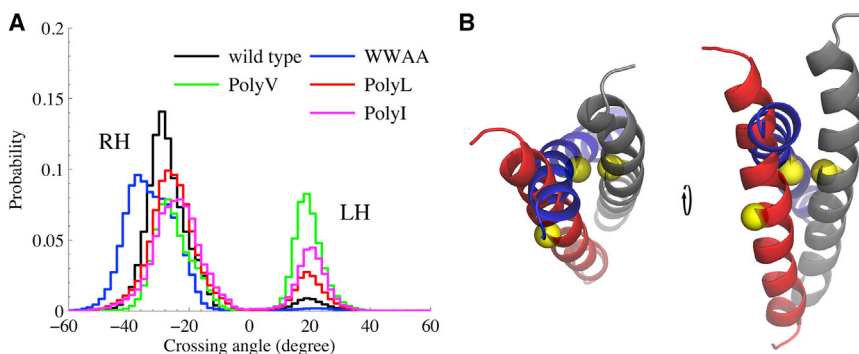 A
B
0.2
0.15
0.1
0.05
0
Probability
wild type
WWAA
PolyV
PolyL
PolyI
RH
LH
−60
−40
−20
0
20
40
60
Crossing angle (degree)